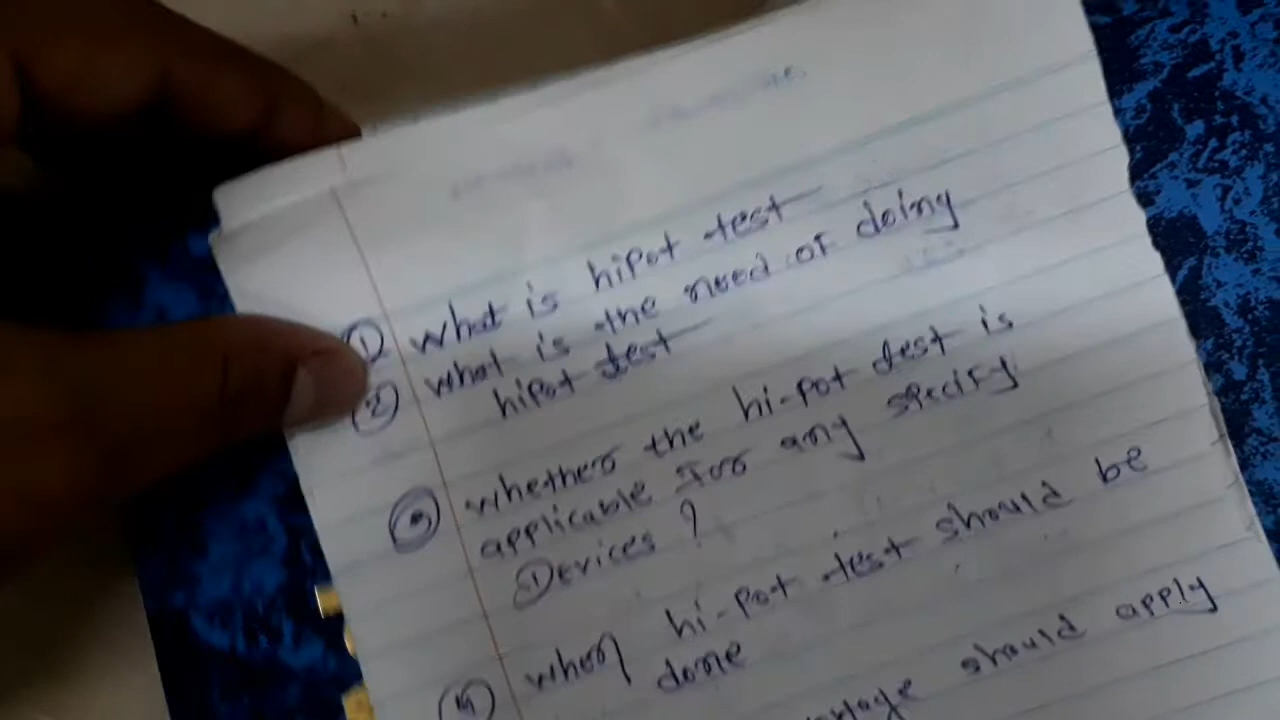 ① What is hipot test
② What is the need of doing
hipot test
③ whether the hi-pot test is
applicable for any specify
Devices ?
④ when hi-pot test should be
done
should apply